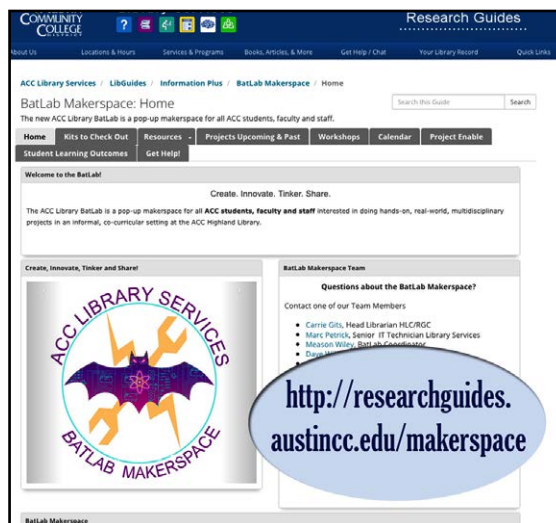 COMMUNITY
COLLEGE
DISTRICT
Research Guides
About Us Locations & Hours Services & Programs Books, Articles, & More Get Help / Chat Your Library Record Quick Links
ACC Library Services / LibGuides / Information Plus / BatLab Makerspace / Home
BatLab Makerspace: Home
Search this Guide Search
The new ACC Library BatLab is a pop-up makerspace for all ACC students, faculty and staff.
Home Kits to Check Out Resources Projects Upcoming & Past Workshops Calendar Project Enable
Student Learning Outcomes Get Help!
Welcome to the BatLab!
Create. Innovate. Tinker. Share.
The ACC Library BatLab is a pop-up makerspace for all ACC students, faculty and staff interested in doing hands-on, real-world, multidisciplinary
projects in an informal, co-curricular setting at the ACC Highland Library.
Create, Innovate, Tinker and Share!
ACC LIBRARY SERVICES
BATLAB MAKERSPACE
BatLab Makerspace Team
Questions about the BatLab Makerspace?
Contact one of our Team Members
Carrie Gits, Head Librarian HLC/RGC
Marc Petrick, Senior IT Technician Library Services
Meason Wiley, BatLab Coordinator
Dave
http://researchguides.
austincc.edu/makerspace
BatLab Makerspace